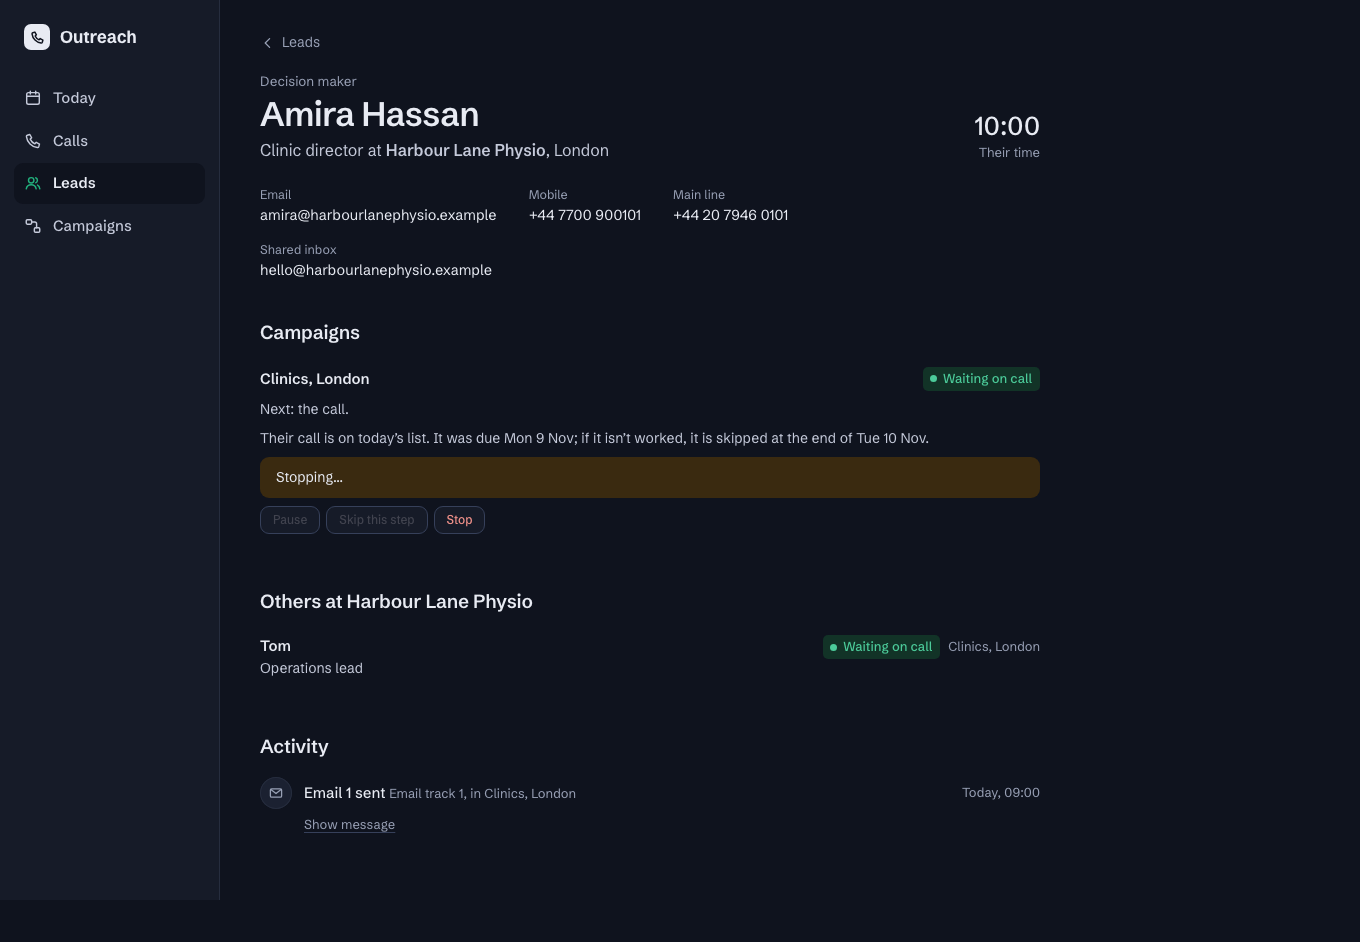 Outreach
Today
Calls
Leads
Campaigns
Leads
Decision maker
Amira Hassan
Clinic director at Harbour Lane Physio, London
10:00
Their time
Email
amira@harbourlanephysio.example
Mobile
+44 7700 900101
Main line
+44 20 7946 0101
Shared inbox
hello@harbourlanephysio.example
Campaigns
Clinics, London
Waiting on call
Next: the call.
Their call is on today’s list. It was due Mon 9 Nov; if it isn’t worked, it is skipped at the end of Tue 10 Nov.
Stopping…
Pause
Skip this step
Stop
Others at Harbour Lane Physio
Tom
Operations lead
Waiting on call
Clinics, London
Activity
Email 1 sent Email track 1, in Clinics, London
Today, 09:00
Show message